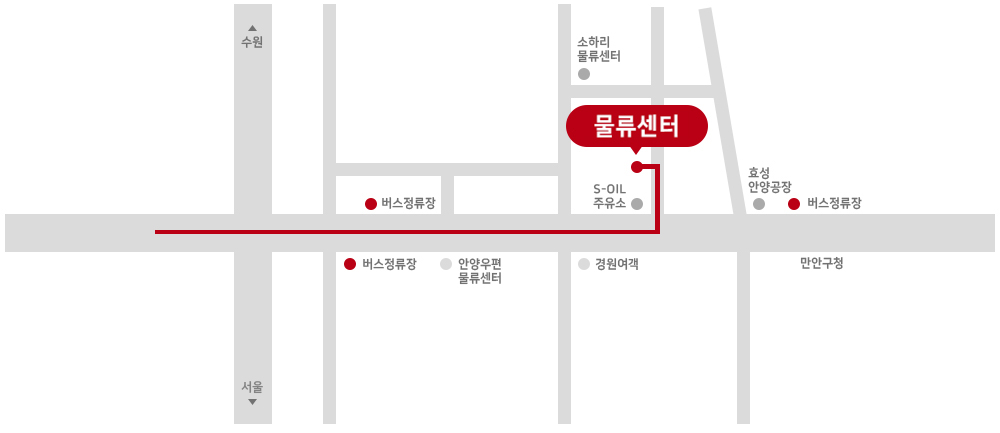 ▲
수원
소하리
물류센터
물류센터
S-OIL
주유소
효성
안양공장
버스정류장
버스정류장
버스정류장
안양우편
물류센터
경원여객
만안구청
서울
▼